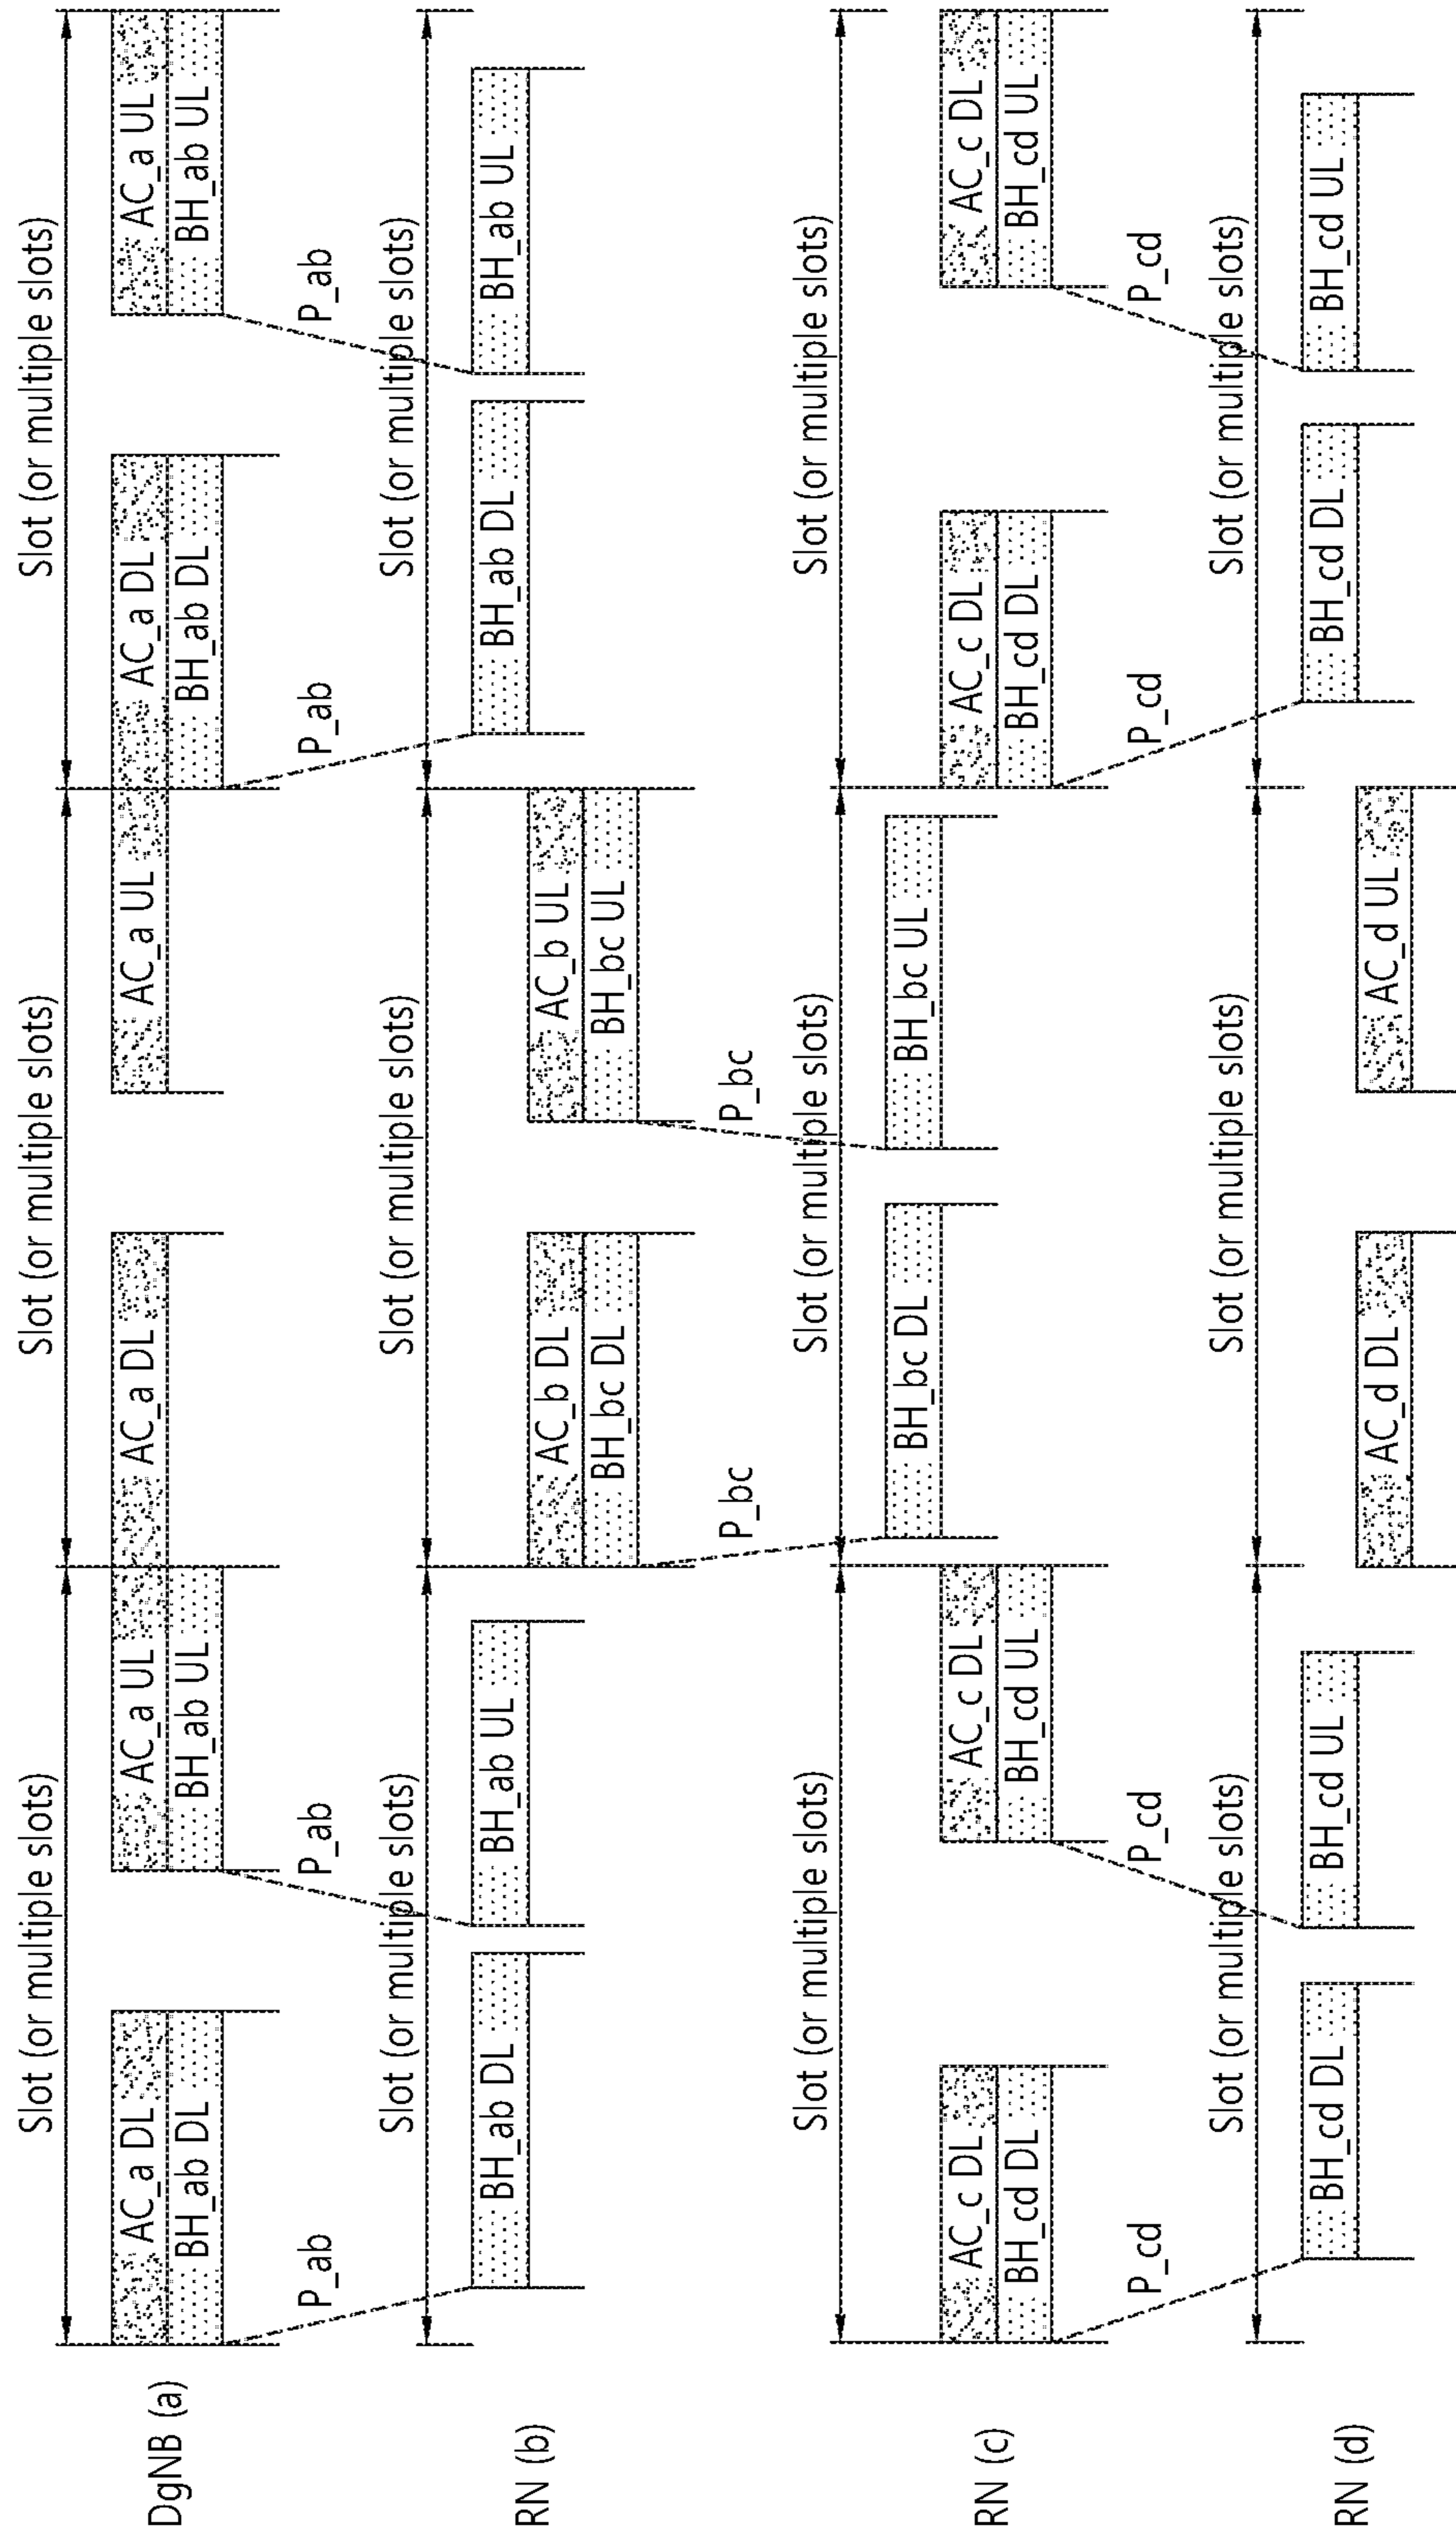 Slot (or multiple slots)
Slot (or multiple slots)
Slot (or multiple slots)
DgNB (a)
AC_a DL
AC_a UL
AC_a DL
AC_a UL
AC_a DL
AC_a UL
BH_ab DL
BH_ab UL
BH_ab DL
BH_ab UL
P_ab
P_ab
P_ab
P_ab
Slot (or multiple slots)
Slot (or multiple slots)
Slot (or multiple slots)
RN (b)
BH_ab DL
BH_ab UL
BH_ab DL
BH_ab UL
AC_b DL
AC_b UL
BH_bc DL
BH_bc UL
P_bc
P_bc
Slot (or multiple slots)
Slot (or multiple slots)
Slot (or multiple slots)
BH_bc DL
BH_bc UL
RN (c)
AC_c DL
AC_c DL
AC_c DL
AC_c DL
BH_cd DL
BH_cd UL
BH_cd DL
BH_cd UL
P_cd
P_cd
P_cd
P_cd
Slot (or multiple slots)
Slot (or multiple slots)
Slot (or multiple slots)
RN (d)
BH_cd DL
BH_cd UL
BH_cd DL
BH_cd UL
AC_d DL
AC_d UL